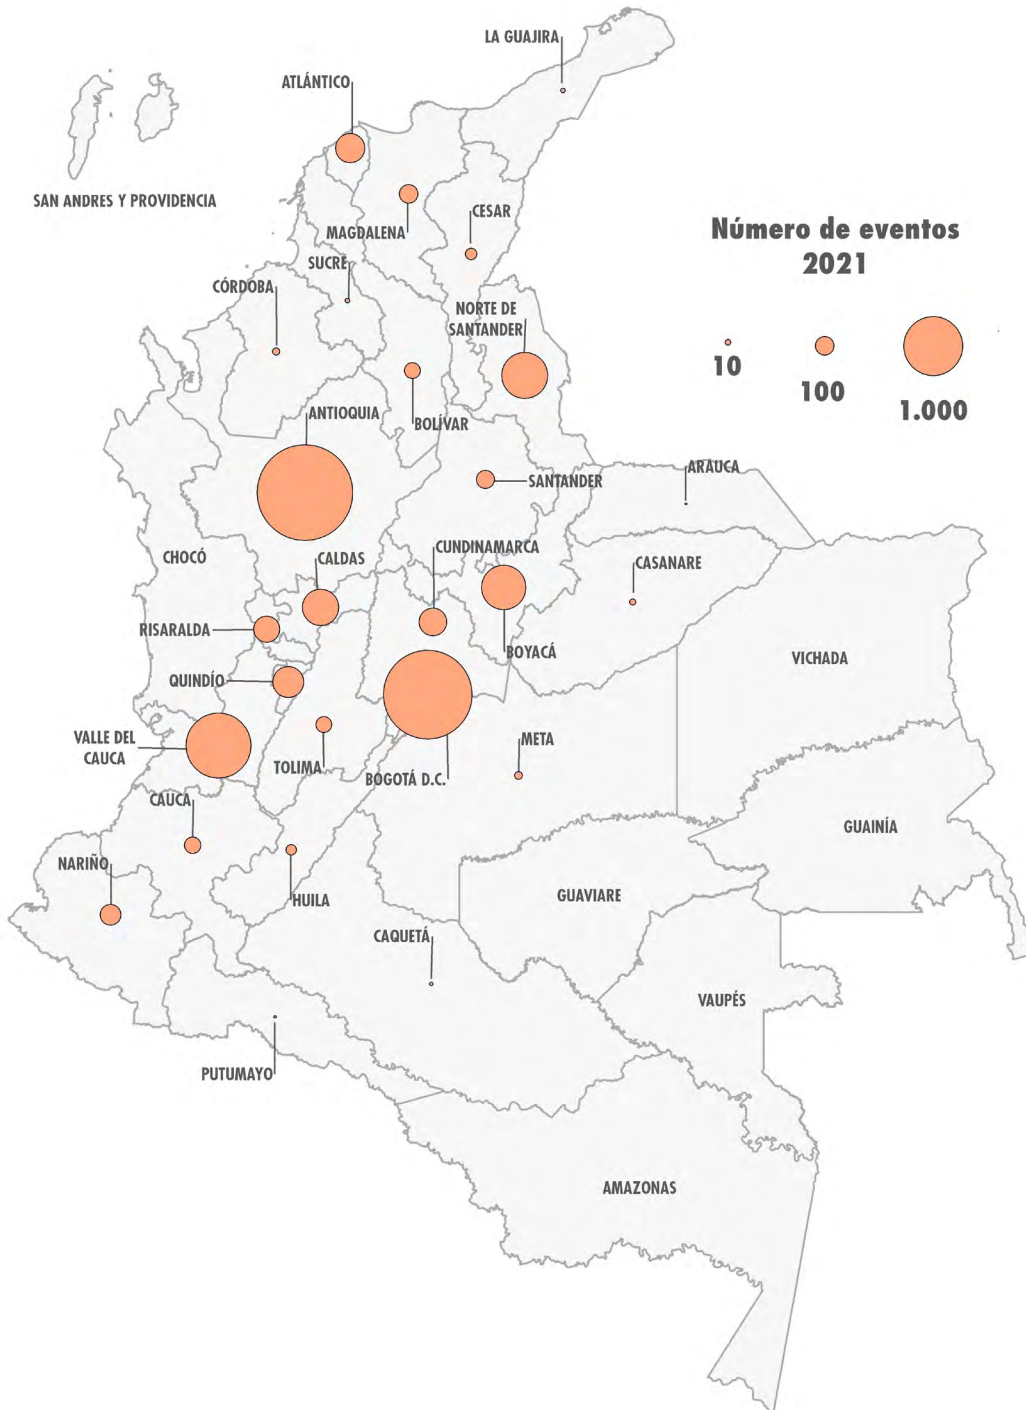 LA GUAJIRA
ATLÁNTICO
SAN ANDRES Y PROVIDENCIA
CESAR
MAGDALENA
Número de eventos
2021
SUCRE
CÓRDOBA
NORTE DE
SANTANDER
10
100
1.000
ANTIOQUIA
BOLÍVAR
ARAUCA
SANTANDER
CUNDINAMARCA
CHOCÓ
CALDAS
CASANARE
RISARALDA
BOYACÁ
VICHADA
QUINDÍO
VALLE DEL
CAUCA
META
TOLIMA
BOGOTÁ D.C.
CAUCA
GUAINÍA
NARIÑO
HUILA
GUAVIARE
CAQUETÁ
VAUPÉS
PUTUMAYO
AMAZONAS